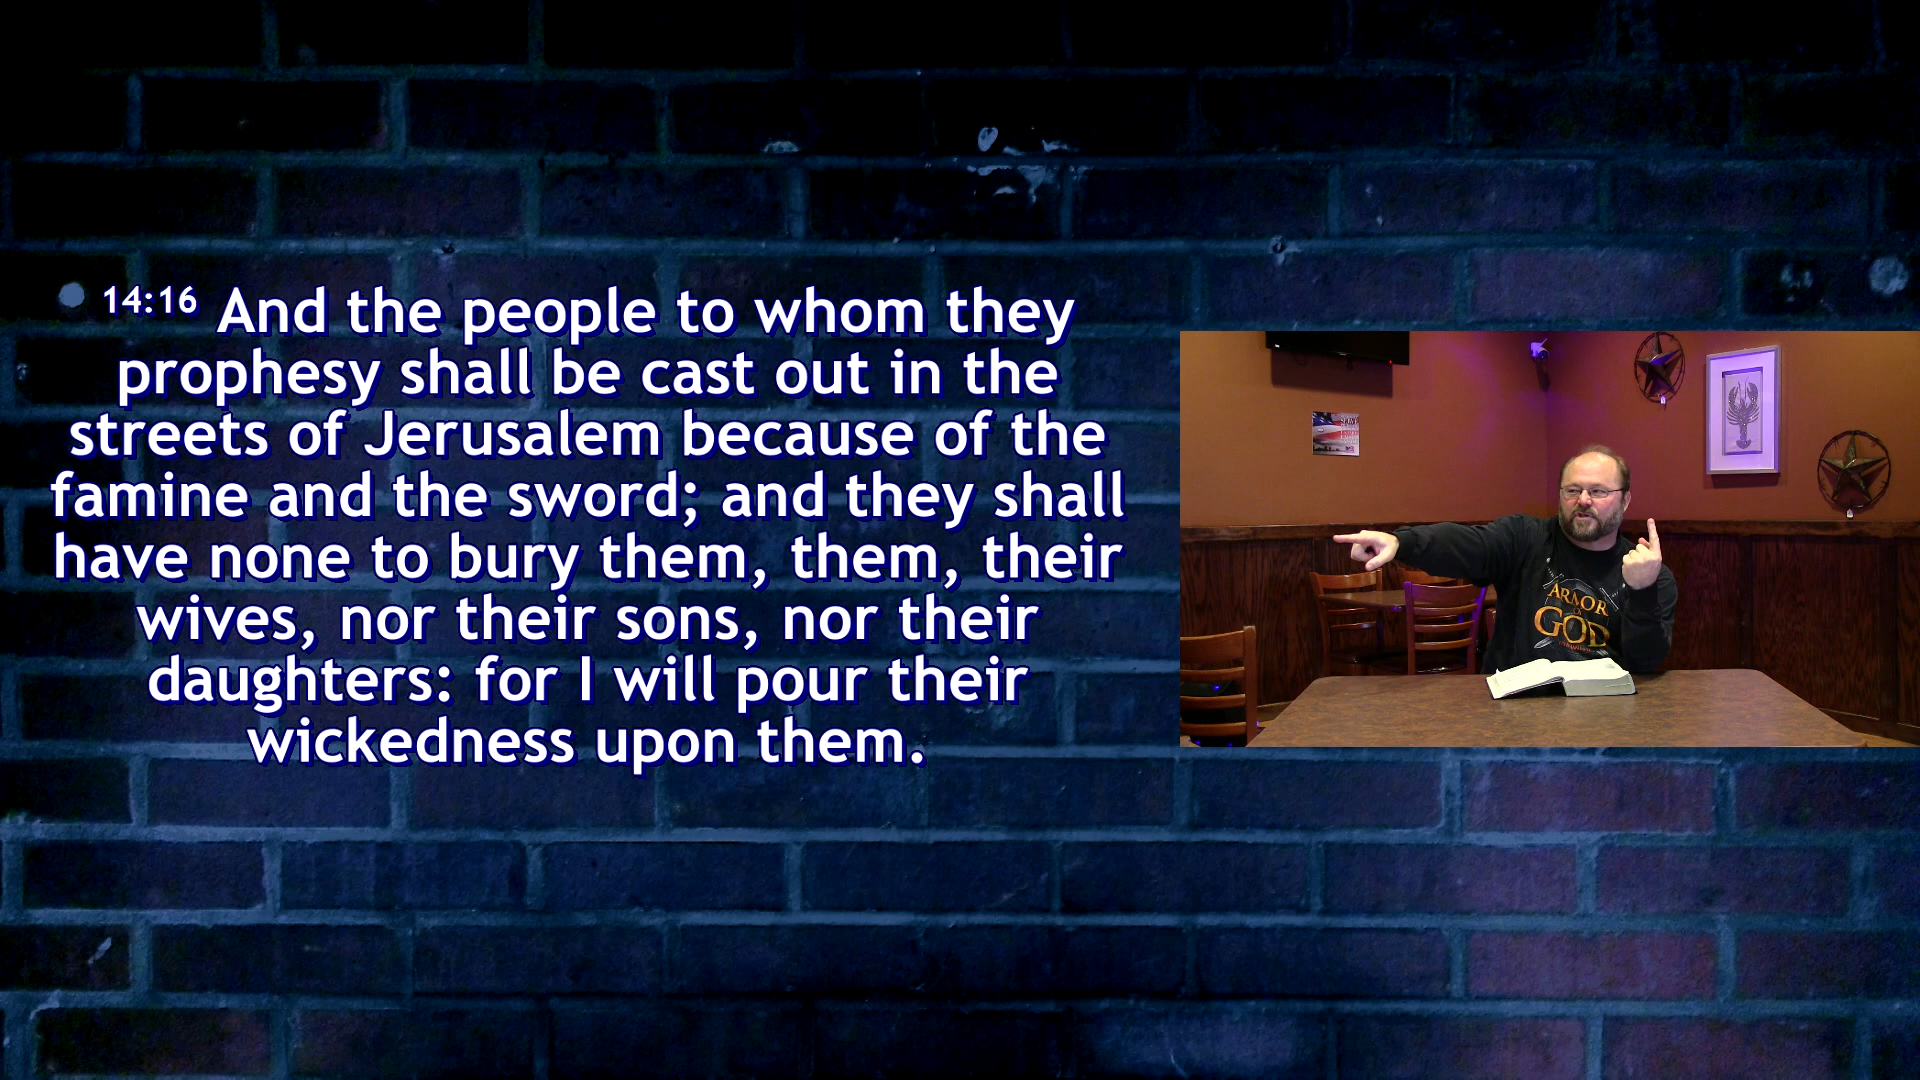 14:16 And the people to whom they
prophesy shall be cast out in the
streets of Jerusalem because of the
famine and the sword; and they shall
have none to bury them, them, their
wives, nor their sons, nor their
daughters: for I will pour their
wickedness upon them.
ARMOR
OF
GOD